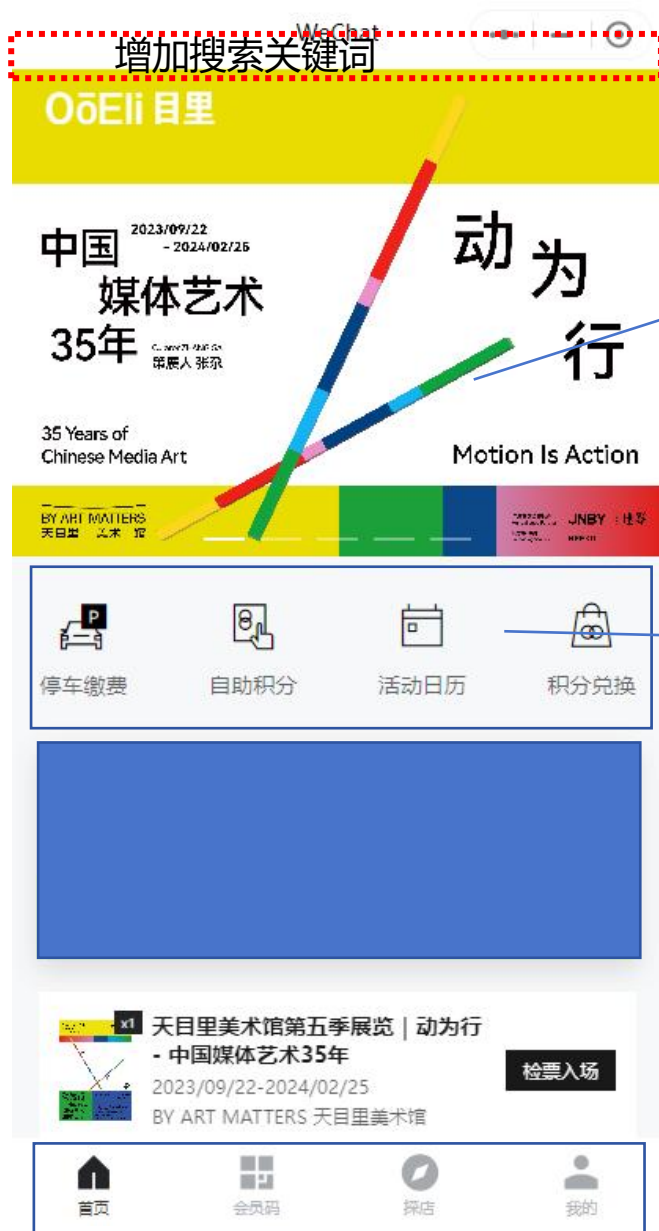 WeChat
增加搜索关键词
OōEli 目里
中国
2023/09/22
- 2024/02/25
媒体艺术
35年
策展人 张尕
动
为
行
35 Years of
Chinese Media Art
Motion Is Action
BY ART MATTERS
天目里 美术馆
JNBY
P
停车缴费
自助积分
活动日历
积分兑换
x1
天目里美术馆第五季展览｜动为行
- 中国媒体艺术35年
2023/09/22-2024/02/25
BY ART MATTERS 天目里美术馆
检票入场
首页
会员码
探店
我的